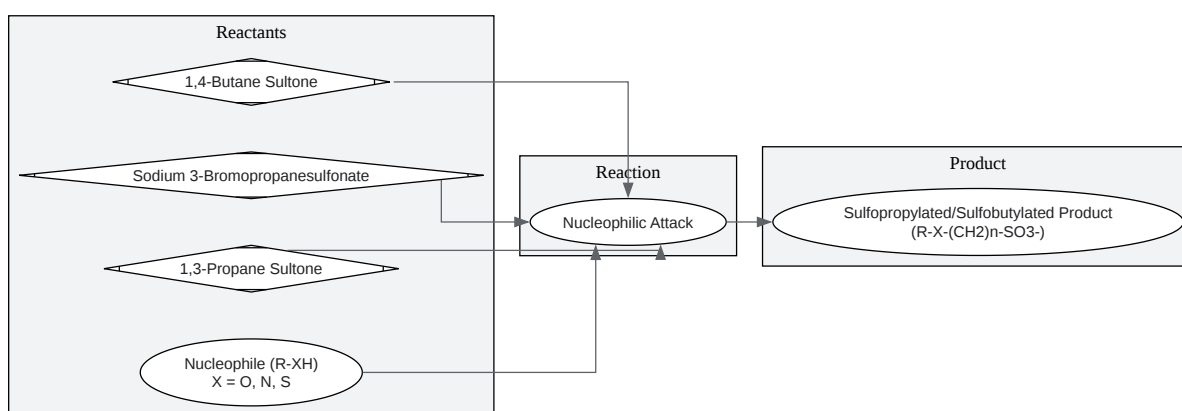 Reactants
1,4-Butane Sultone
Sodium 3-Bromopropanesulfonate
1,3-Propane Sultone
Nucleophile (R-XH)
X = O, N, S
Reaction
Nucleophilic Attack
Product
Sulfopropylated/Sulfobutylated Product
(R-X-(CH2)n-SO3-)